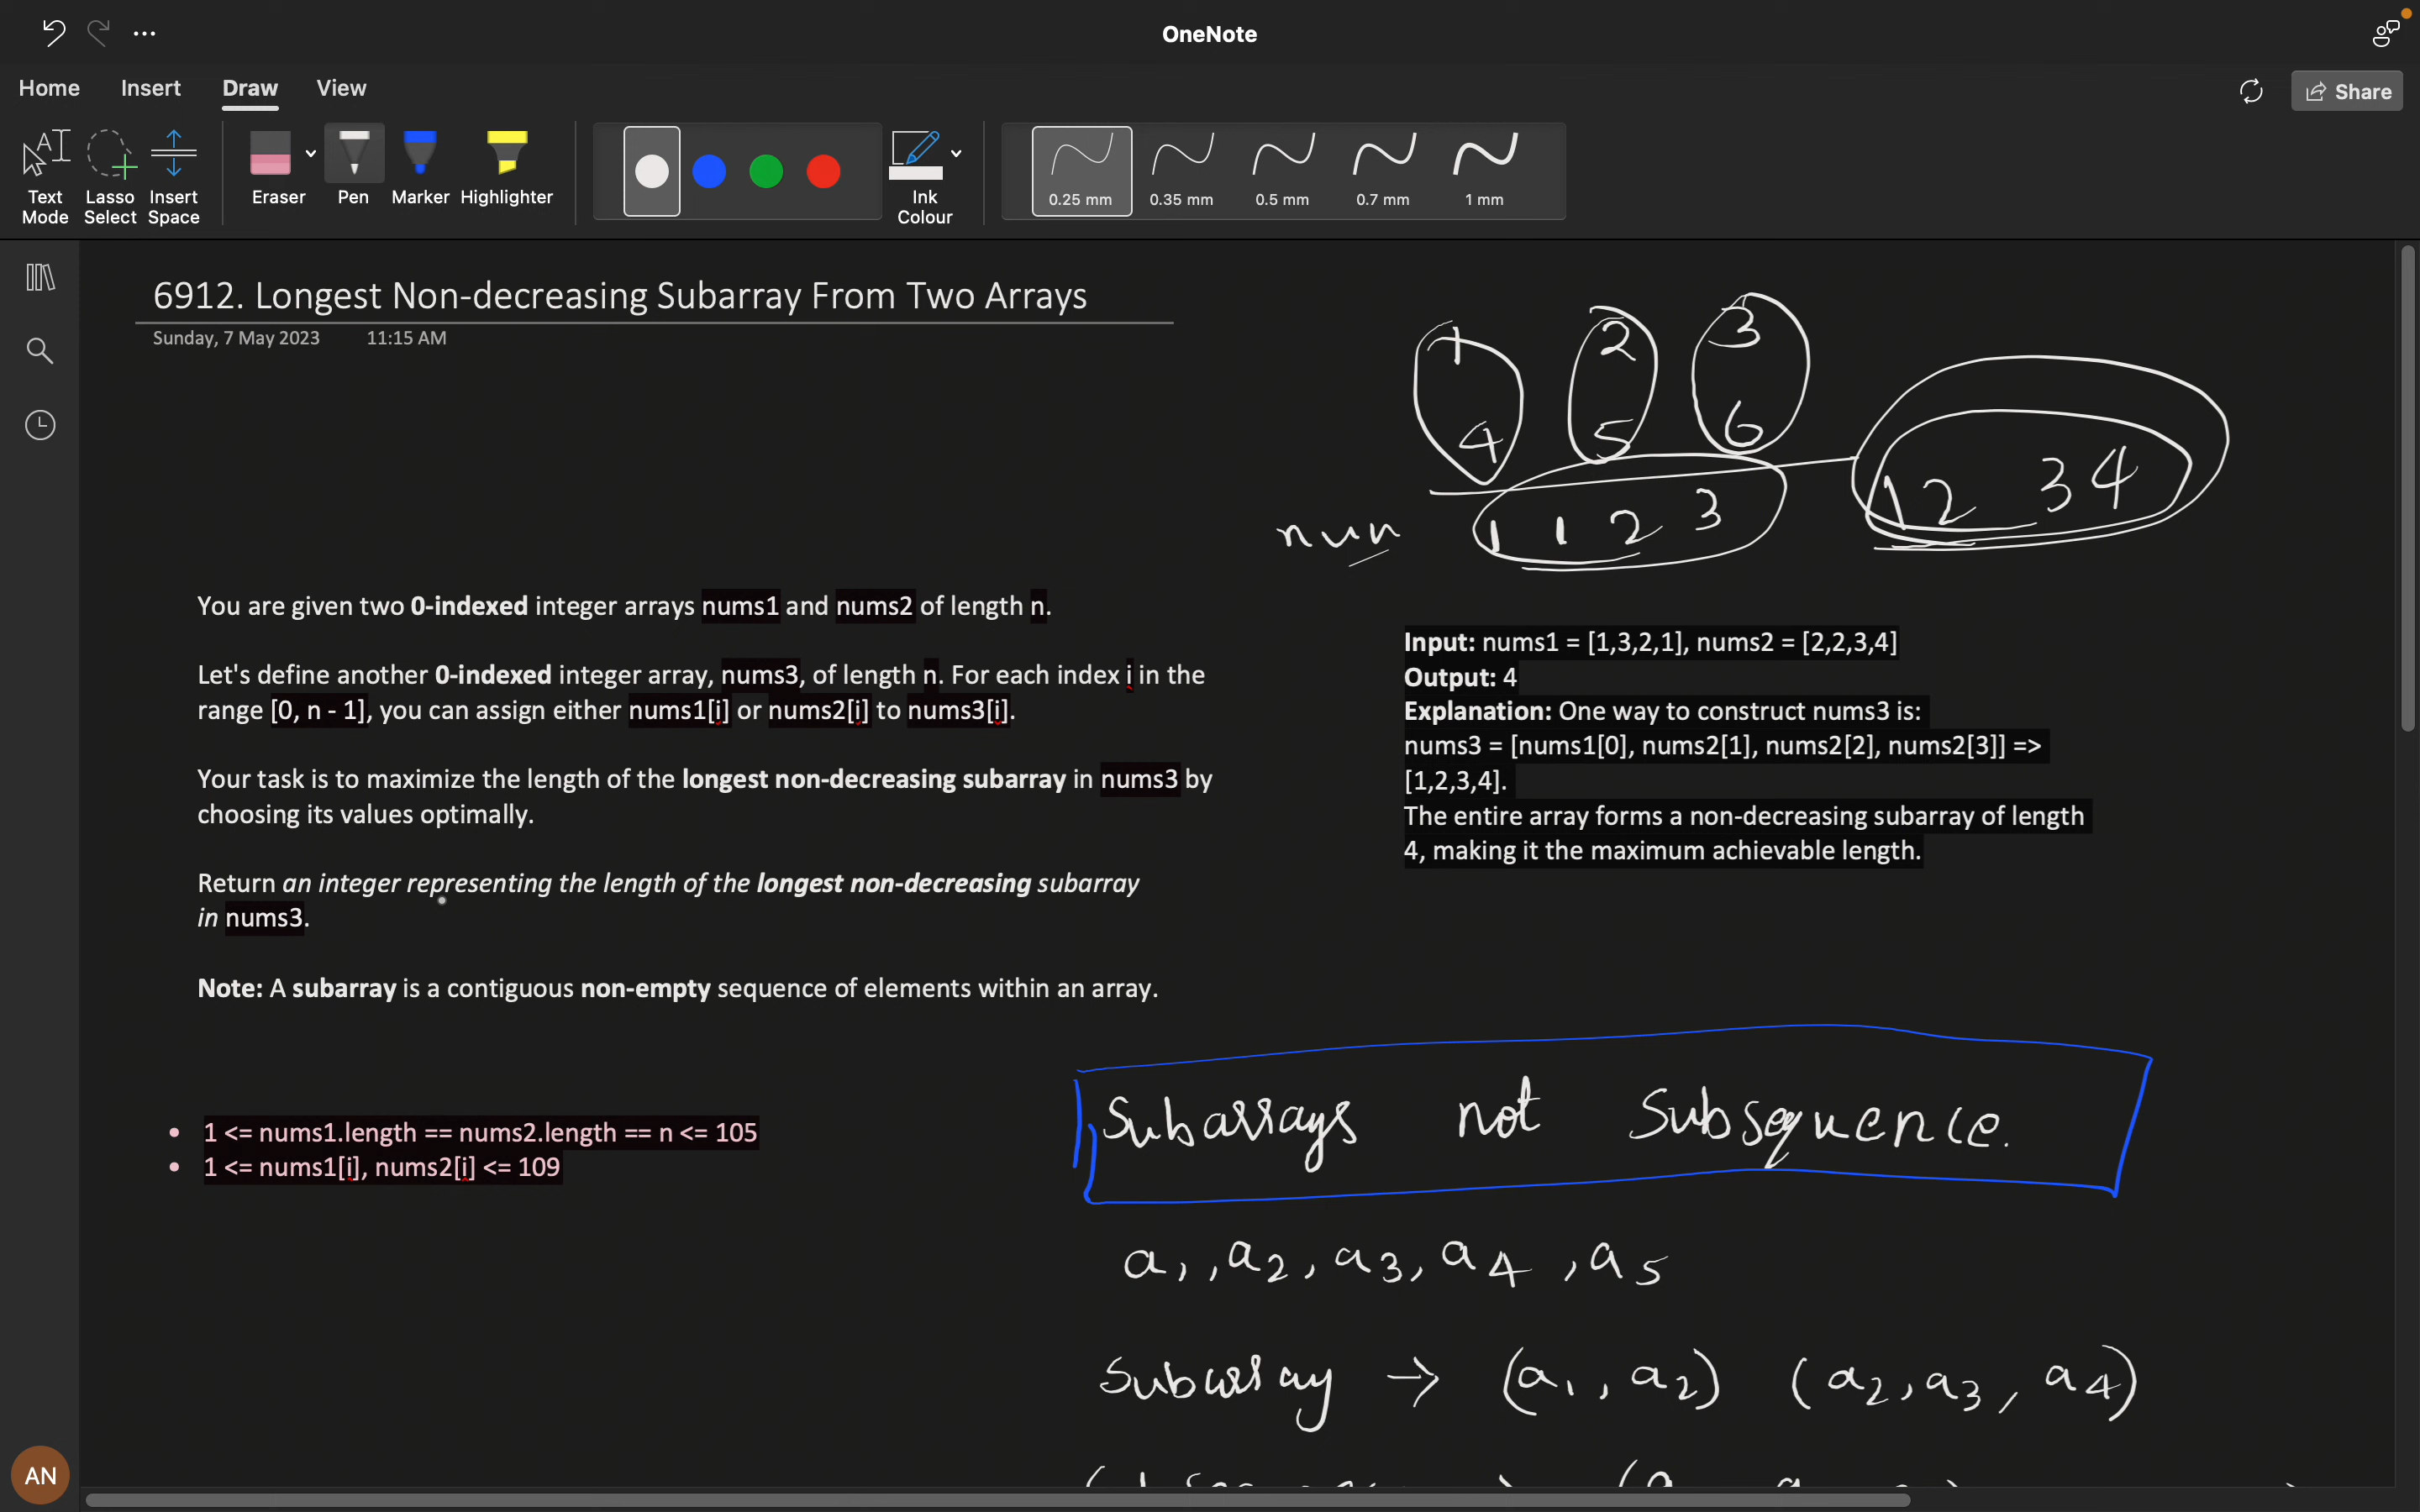 OneNote
Home Insert Draw View
Share
Text Mode
Lasso Select
Insert Space
Eraser
Pen
Marker
Highlighter
Ink Colour
0.25 mm 0.35 mm 0.5 mm 0.7 mm 1 mm
6912. Longest Non-decreasing Subarray From Two Arrays
Sunday, 7 May 2023 11:15 AM
1 2 3
4 5 6
1 2 3 4
1 1 2 3
You are given two 0-indexed integer arrays nums1 and nums2 of length n.
Let's define another 0-indexed integer array, nums3, of length n. For each index i in the
range [0, n - 1], you can assign either nums1[i] or nums2[i] to nums3[i].
Your task is to maximize the length of the longest non-decreasing subarray in nums3 by
choosing its values optimally.
Return an integer representing the length of the longest non-decreasing subarray
in nums3.
Note: A subarray is a contiguous non-empty sequence of elements within an array.
• 1 <= nums1.length == nums2.length == n <= 105
• 1 <= nums1[i], nums2[i] <= 109
Input: nums1 = [1,3,2,1], nums2 = [2,2,3,4]
Output: 4
Explanation: One way to construct nums3 is:
nums3 = [nums1[0], nums2[1], nums2[2], nums2[3]] =>
[1,2,3,4].
The entire array forms a non-decreasing subarray of length
4, making it the maximum achievable length.
Subarrays not Subsequence.
a1, a2, a3, a4, a5
Subarray → (a1, a2) (a2, a3, a4)
AN